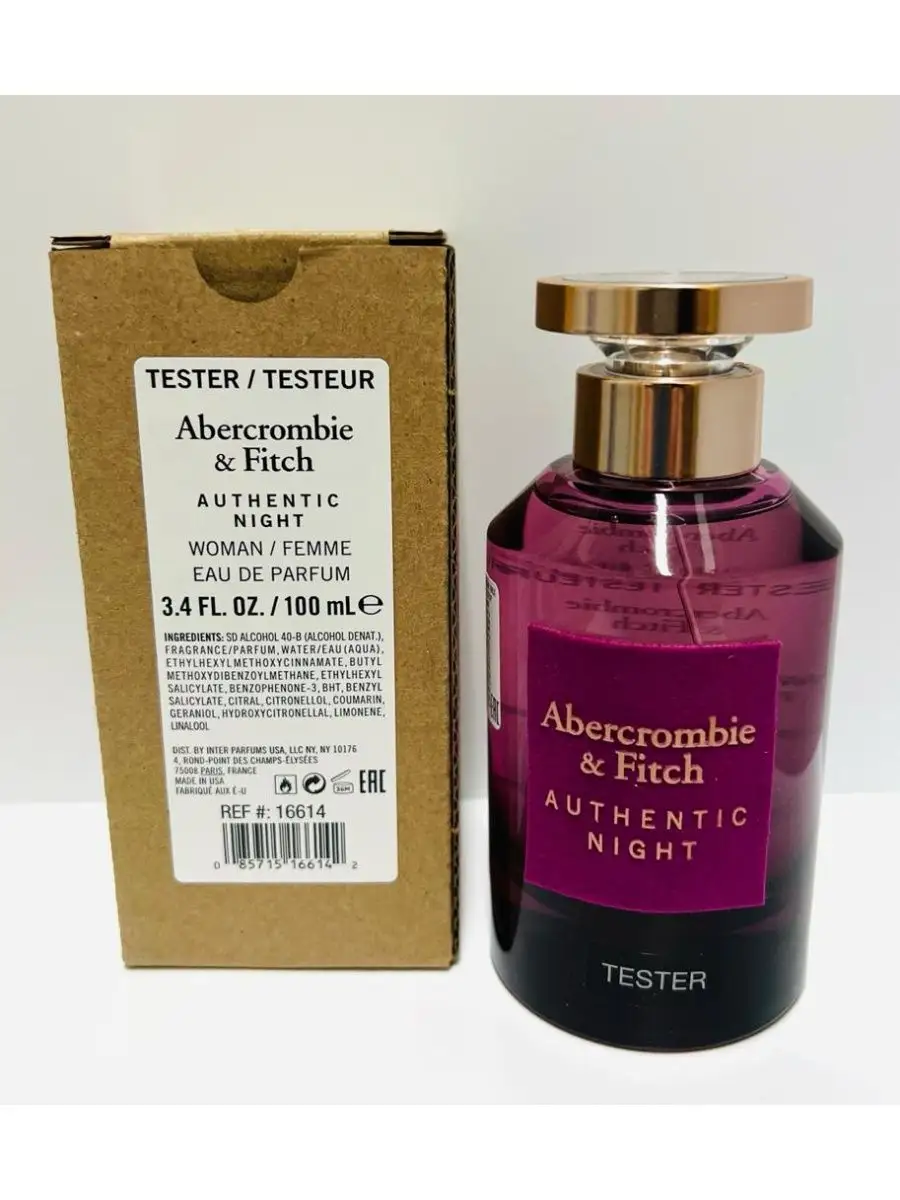 TESTER / TESTEUR
Abercrombie
& Fitch
AUTHENTIC
NIGHT
WOMAN / FEMME
EAU DE PARFUM
3.4 FL. OZ. / 100 mL℮
INGREDIENTS: SD ALCOHOL 40-B (ALCOHOL DENAT.),
FRAGRANCE/PARFUM, WATER/EAU (AQUA),
ETHYLHEXYL METHOXYCINNAMATE, BUTYL
METHOXYDIBENZOYLMETHANE, ETHYLHEXYL
SALICYLATE, BENZOPHENONE-3, BHT, BENZYL
SALICYLATE, CITRAL, CITRONELLOL, COUMARIN,
GERANIOL, HYDROXYCITRONELLAL, LIMONENE,
LINALOOL
DIST. BY INTER PARFUMS USA, LLC NY, NY 10176
4, ROND-POINT DES CHAMPS-ÉLYSÉES
75008 PARIS, FRANCE
MADE IN USA
FABRIQUÉ AUX É-U
36M
EAC
REF #: 16614
0 85715 16614 2
Abercrombie
& Fitch
AUTHENTIC
NIGHT
TESTER